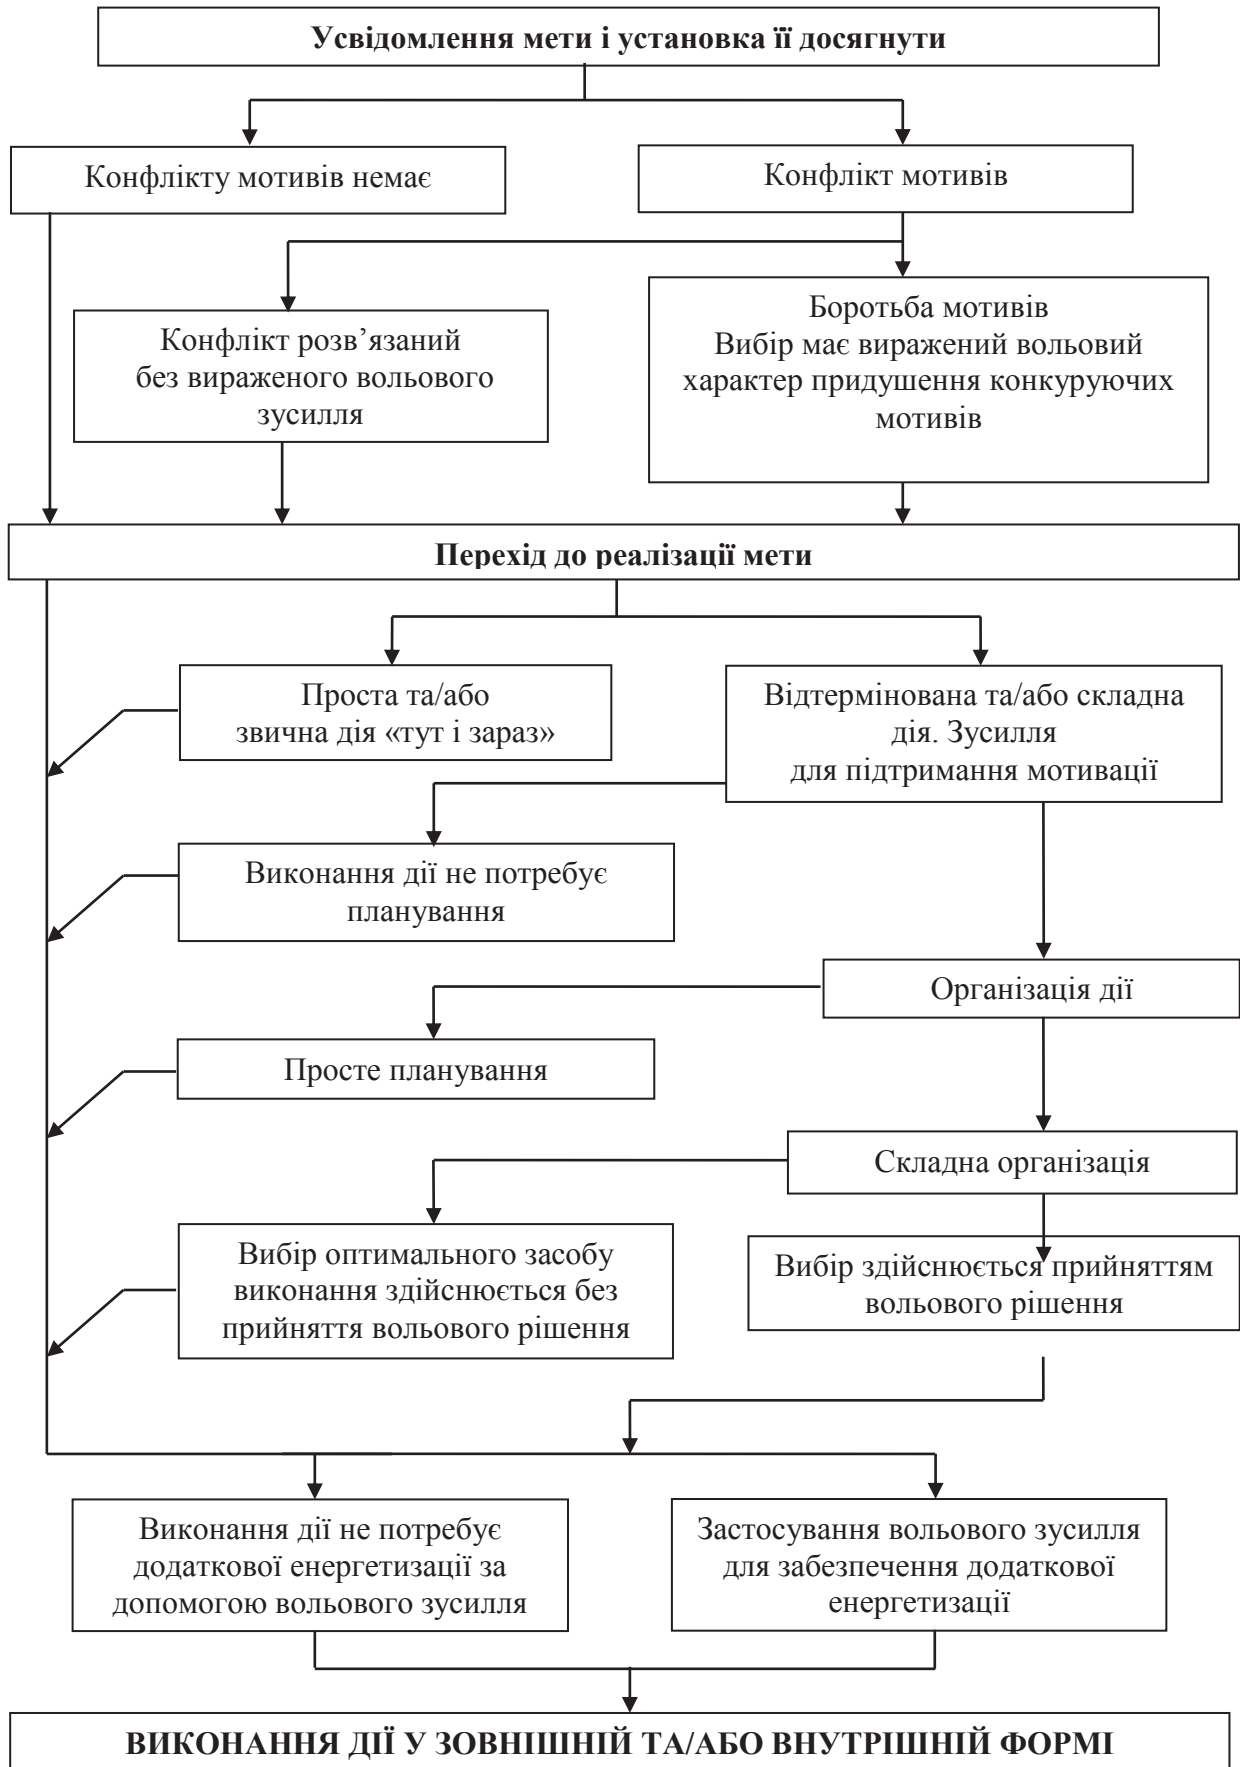 Усвідомлення мети і установка її досягнути
Конфлікту мотивів немає
Конфлікт мотивів
Конфлікт розв’язаний
без вираженого вольового
зусилля
Боротьба мотивів
Вибір має виражений вольовий
характер придушення конкуруючих
мотивів
Перехід до реалізації мети
Проста та/або
звична дія «тут і зараз»
Відтермінована та/або складна
дія. Зусилля
для підтримання мотивації
Виконання дії не потребує
планування
Організація дії
Просте планування
Складна організація
Вибір оптимального засобу
виконання здійснюється без
прийняття вольового рішення
Вибір здійснюється прийняттям
вольового рішення
Виконання дії не потребує
додаткової енергетизації за
допомогою вольового зусилля
Застосування вольового зусилля
для забезпечення додаткової
енергетизації
ВИКОНАННЯ ДІЇ У ЗОВНІШНІЙ ТА/АБО ВНУТРІШНІЙ ФОРМІ